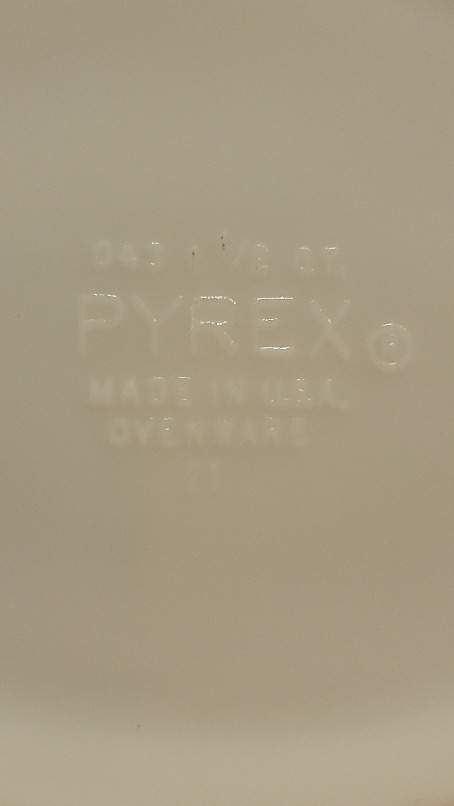 043 1 1/2 QT.
PYREX ®
MADE IN U.S.A.
OVENWARE
21